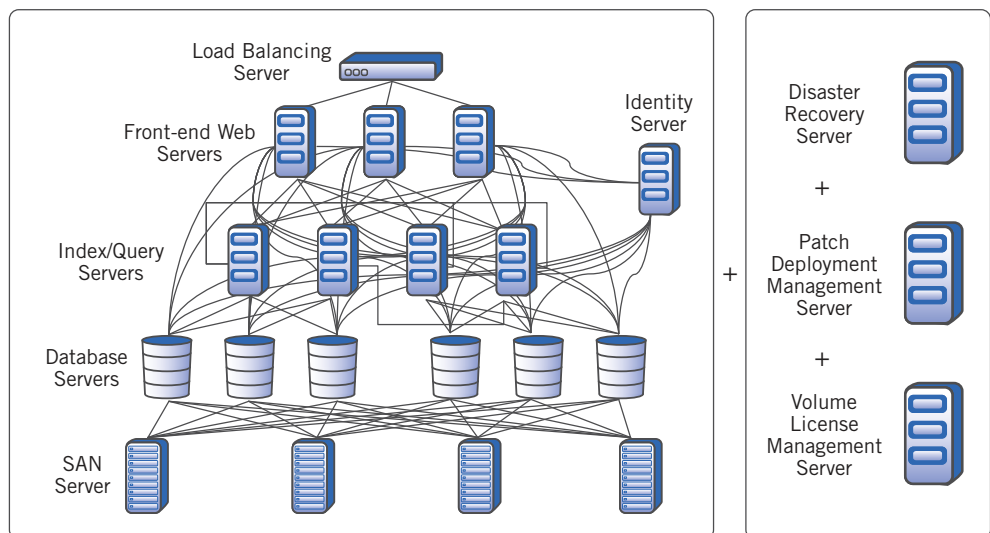 Load Balancing
Server
Front-end Web
Servers
Identity
Server
Index/Query
Servers
Database
Servers
SAN
Server
+
Disaster
Recovery
Server
+
Patch
Deployment
Management
Server
+
Volume
License
Management
Server